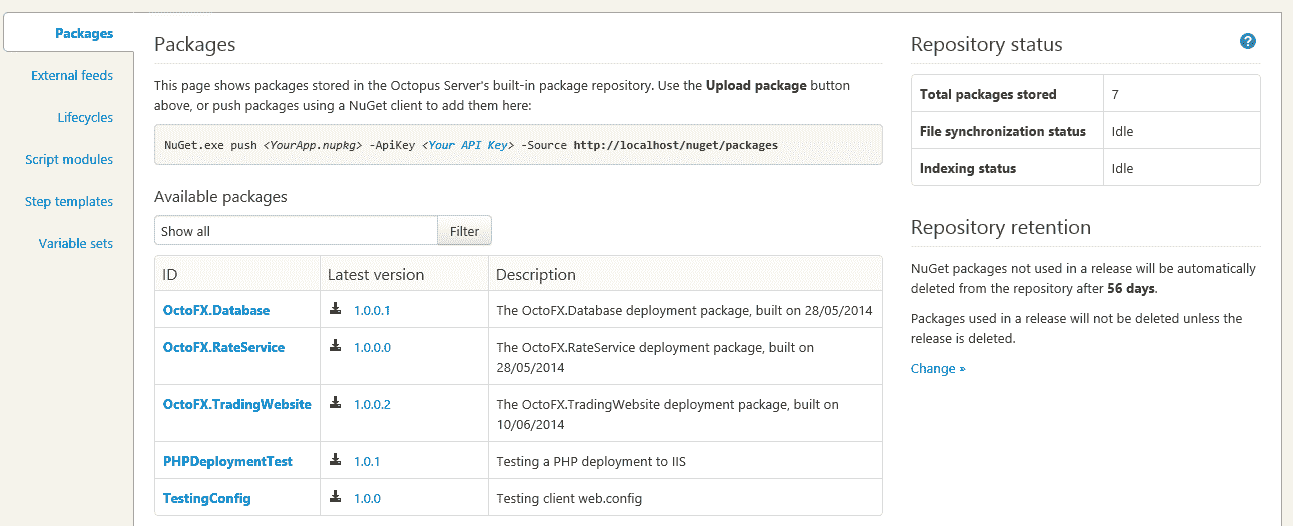 Packages
External feeds
Lifecycles
Script modules
Step templates
Variable sets
Packages
This page shows packages stored in the Octopus Server's built-in package repository. Use the Upload package button
above, or push packages using a NuGet client to add them here:
NuGet.exe push <YourApp.nupkg> -ApiKey <Your API Key> -Source http://localhost/nuget/packages
Available packages
Show all Filter
ID Latest version Description
OctoFX.Database 1.0.0.1 The OctoFX.Database deployment package, built on 28/05/2014
OctoFX.RateService 1.0.0.0 The OctoFX.RateService deployment package, built on
28/05/2014
OctoFX.TradingWebsite 1.0.0.2 The OctoFX.TradingWebsite deployment package, built on
10/06/2014
PHPDeploymentTest 1.0.1 Testing a PHP deployment to IIS
TestingConfig 1.0.0 Testing client web.config
Repository status ?
Total packages stored 7
File synchronization status Idle
Indexing status Idle
Repository retention
NuGet packages not used in a release will be automatically
deleted from the repository after 56 days.
Packages used in a release will not be deleted unless the
release is deleted.
Change »